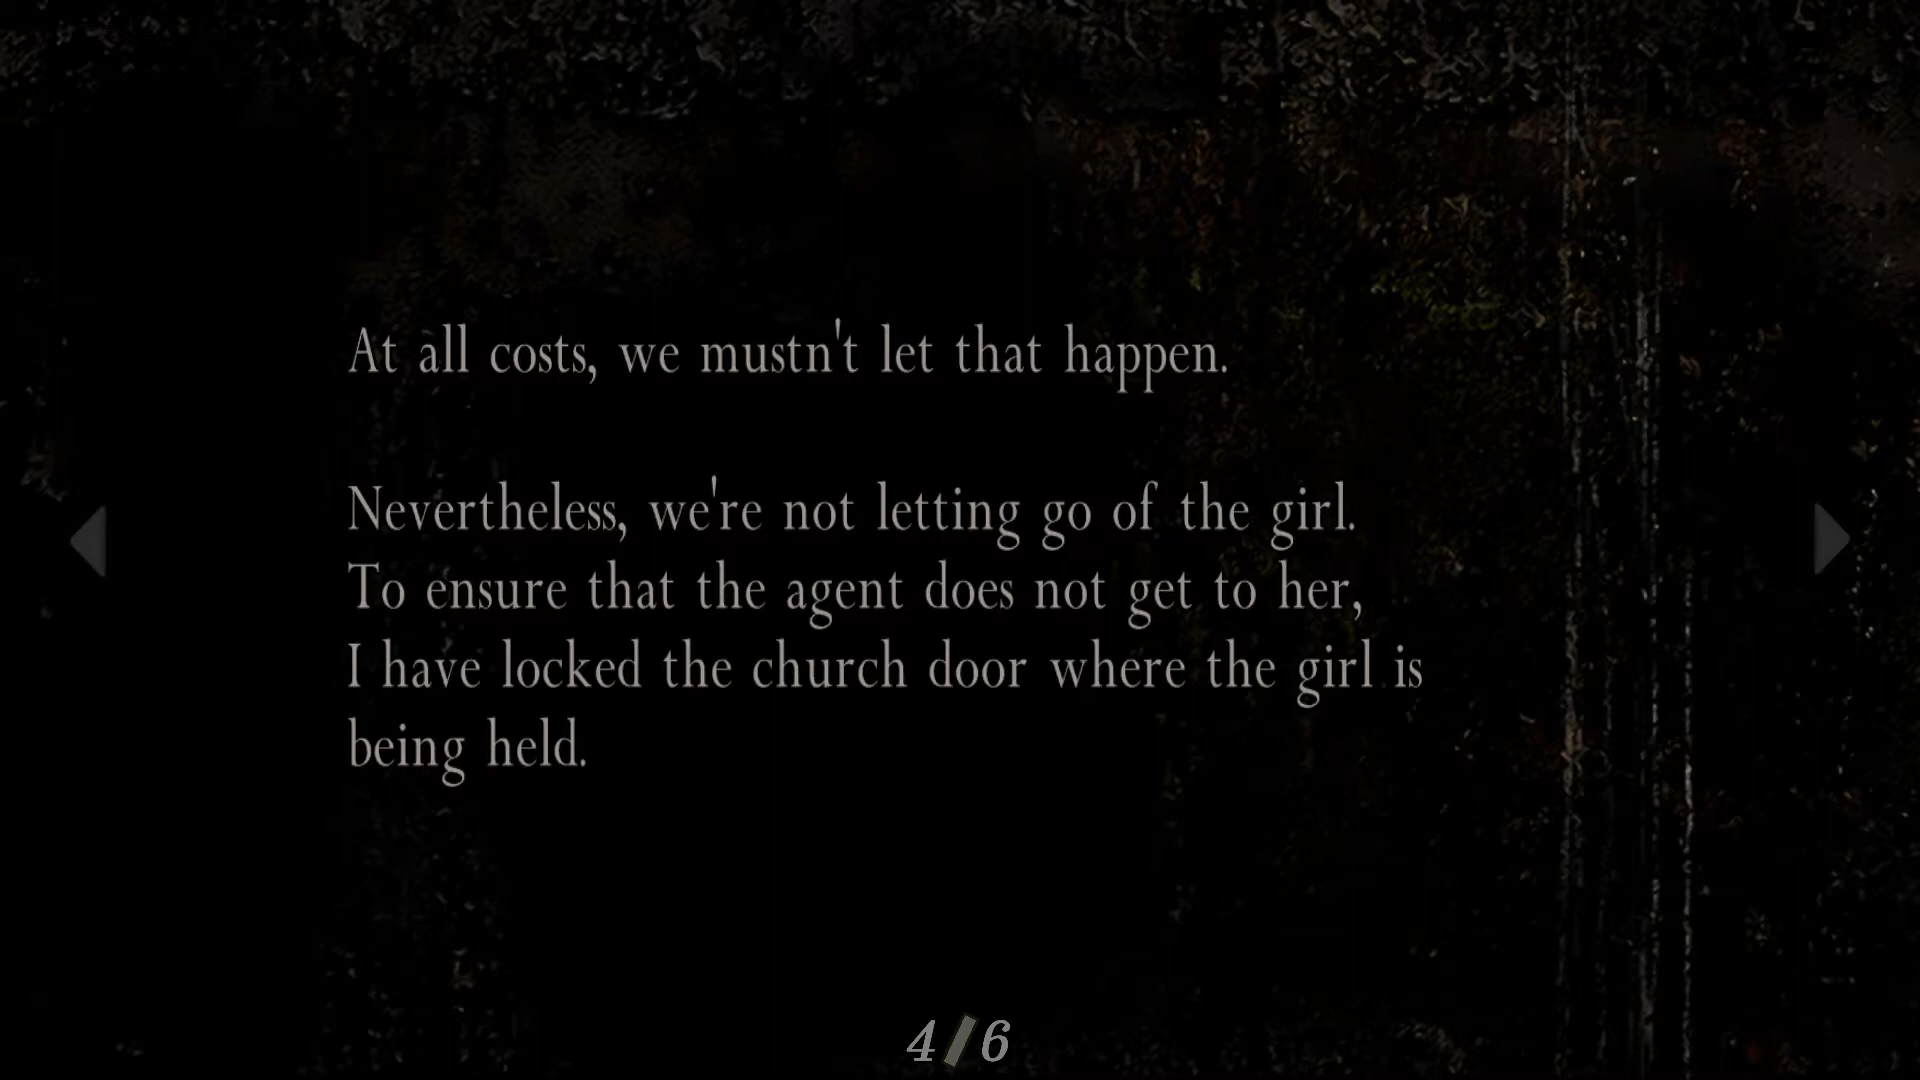 At all costs, we mustn't let that happen.
Nevertheless, we're not letting go of the girl.
To ensure that the agent does not get to her,
I have locked the church door where the girl is
being held.
4/6